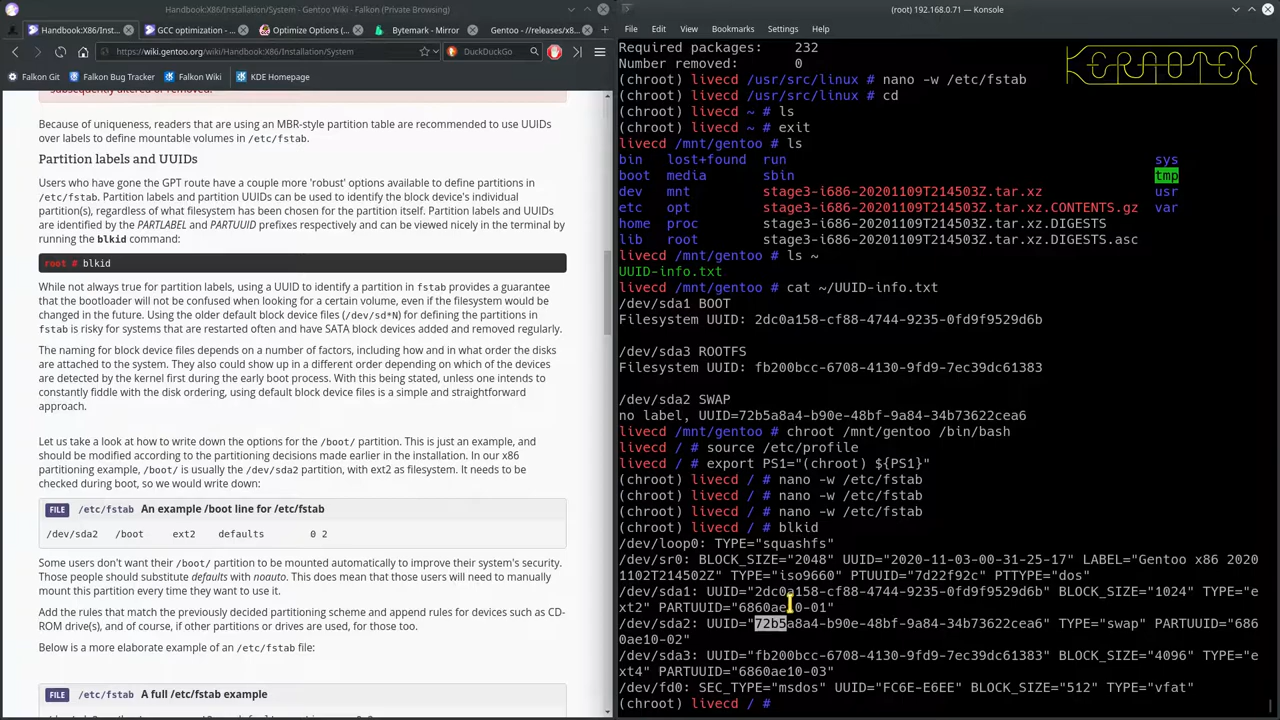 Handbook:X86/Installation/System - Gentoo Wiki - Falkon (Private Browsing)
Handbook:X86/Inst...
GCC optimization - ...
Optimize Options (...
Bytemark - Mirror...
Gentoo - //releases/x8...
https://wiki.gentoo.org/wiki/Handbook:X86/Installation/System
DuckDuckGo
Falkon Git
Falkon Bug Tracker
Falkon Wiki
KDE Homepage
subsequently altered or removed.
Because of uniqueness, readers that are using an MBR-style partition table are recommended to use UUIDs
over labels to define mountable volumes in /etc/fstab.
Partition labels and UUIDs
Users who have gone the GPT route have a couple more 'robust' options available to define partitions in
/etc/fstab. Partition labels and partition UUIDs can be used to identify the block device's individual
partition(s), regardless of what filesystem has been chosen for the partition itself. Partition labels and UUIDs
are identified by the PARTLABEL and PARTUUID prefixes respectively and can be viewed nicely in the terminal by
running the blkid command:
root # blkid
While not always true for partition labels, using a UUID to identify a partition in fstab provides a guarantee
that the bootloader will not be confused when looking for a certain volume, even if the filesystem would be
changed in the future. Using the older default block device files (/dev/sd*N) for defining the partitions in
fstab is risky for systems that are restarted often and have SATA block devices added and removed regularly.
The naming for block device files depends on a number of factors, including how and in what order the disks
are attached to the system. They also could show up in a different order depending on which of the devices
are detected by the kernel first during the early boot process. With this being stated, unless one intends to
constantly fiddle with the disk ordering, using default block device files is a simple and straightforward
approach.
Let us take a look at how to write down the options for the /boot/ partition. This is just an example, and
should be modified according to the partitioning decisions made earlier in the installation. In our x86
partitioning example, /boot/ is usually the /dev/sda2 partition, with ext2 as filesystem. It needs to be
checked during boot, so we would write down:
FILE /etc/fstab An example /boot line for /etc/fstab
/dev/sda2 /boot ext2 defaults 0 2
Some users don't want their /boot/ partition to be mounted automatically to improve their system's security.
Those people should substitute defaults with noauto. This does mean that those users will need to manually
mount this partition every time they want to use it.
Add the rules that match the previously decided partitioning scheme and append rules for devices such as CD-
ROM drive(s), and of course, if other partitions or drives are used, for those too.
Below is a more elaborate example of an /etc/fstab file:
FILE /etc/fstab A full /etc/fstab example
(root) 192.168.0.71 — Konsole
File Edit View Bookmarks Settings Help
KERNOTEX
Required packages: 232
Number removed: 0
(chroot) livecd /usr/src/linux # nano -w /etc/fstab
(chroot) livecd /usr/src/linux # cd
(chroot) livecd ~ # ls
(chroot) livecd ~ # exit
livecd /mnt/gentoo # ls
bin lost+found run sys
boot media sbin tmp
dev mnt stage3-i686-20201109T214503Z.tar.xz usr
etc opt stage3-i686-20201109T214503Z.tar.xz.CONTENTS.gz var
home proc stage3-i686-20201109T214503Z.tar.xz.DIGESTS
lib root stage3-i686-20201109T214503Z.tar.xz.DIGESTS.asc
livecd /mnt/gentoo # ls ~
UUID-info.txt
livecd /mnt/gentoo # cat ~/UUID-info.txt
/dev/sda1 BOOT
Filesystem UUID: 2dc0a158-cf88-4744-9235-0fd9f9529d6b
/dev/sda3 ROOTFS
Filesystem UUID: fb200bcc-6708-4130-9fd9-7ec39dc61383
/dev/sda2 SWAP
no label, UUID=72b5a8a4-b90e-48bf-9a84-34b73622cea6
livecd /mnt/gentoo # chroot /mnt/gentoo /bin/bash
livecd / # source /etc/profile
livecd / # export PS1="(chroot) ${PS1}"
(chroot) livecd / # nano -w /etc/fstab
(chroot) livecd / # nano -w /etc/fstab
(chroot) livecd / # nano -w /etc/fstab
(chroot) livecd / # blkid
/dev/loop0: TYPE="squashfs"
/dev/sr0: BLOCK_SIZE="2048" UUID="2020-11-03-00-31-25-17" LABEL="Gentoo x86 2020
1102T214502Z" TYPE="iso9660" PTUUID="7d22f92c" PTTYPE="dos"
/dev/sda1: UUID="2dc0a158-cf88-4744-9235-0fd9f9529d6b" BLOCK_SIZE="1024" TYPE="e
xt2" PARTUUID="6860ae10-01"
/dev/sda2: UUID="72b5a8a4-b90e-48bf-9a84-34b73622cea6" TYPE="swap" PARTUUID="686
0ae10-02"
/dev/sda3: UUID="fb200bcc-6708-4130-9fd9-7ec39dc61383" BLOCK_SIZE="4096" TYPE="e
xt4" PARTUUID="6860ae10-03"
/dev/fd0: SEC_TYPE="msdos" UUID="FC6E-E6EE" BLOCK_SIZE="512" TYPE="vfat"
(chroot) livecd / #